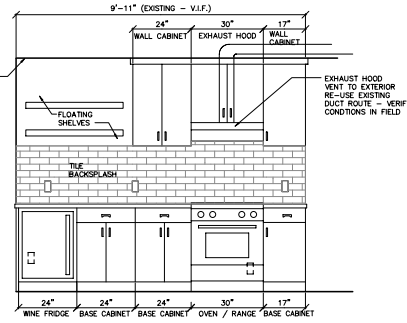 9'-11" (EXISTING - V.I.F.)
24" 30" 17"
WALL CABINET EXHAUST HOOD WALL
CABINET
EXHAUST HOOD
VENT TO EXTERIOR
RE-USE EXISTING
DUCT ROUTE - VERIF
CONDTIONS IN FIELD
FLOATING
SHELVES
TILE
BACKSPLASH
24" 24" 24" 30" 17"
WINE FRIDGE BASE CABINET BASE CABINET OVEN / RANGE BASE CABINET